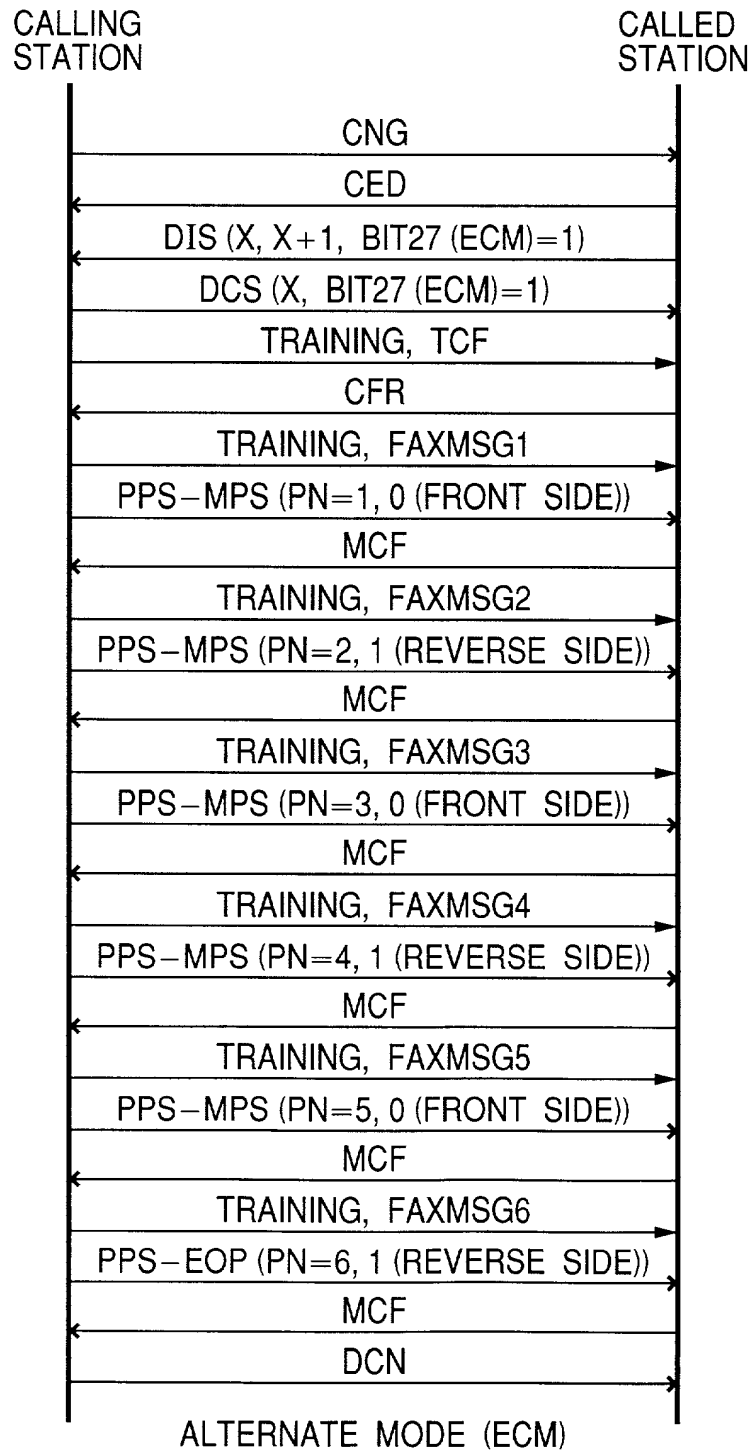 CALLING STATION
CALLED STATION
CNG
CED
DIS (X, X+1, BIT27 (ECM)=1)
DCS (X, BIT27 (ECM)=1)
TRAINING, TCF
CFR
TRAINING, FAXMSG1
PPS–MPS (PN=1, 0 (FRONT SIDE))
MCF
TRAINING, FAXMSG2
PPS–MPS (PN=2, 1 (REVERSE SIDE))
MCF
TRAINING, FAXMSG3
PPS–MPS (PN=3, 0 (FRONT SIDE))
MCF
TRAINING, FAXMSG4
PPS–MPS (PN=4, 1 (REVERSE SIDE))
MCF
TRAINING, FAXMSG5
PPS–MPS (PN=5, 0 (FRONT SIDE))
MCF
TRAINING, FAXMSG6
PPS–EOP (PN=6, 1 (REVERSE SIDE))
MCF
DCN
ALTERNATE MODE (ECM)